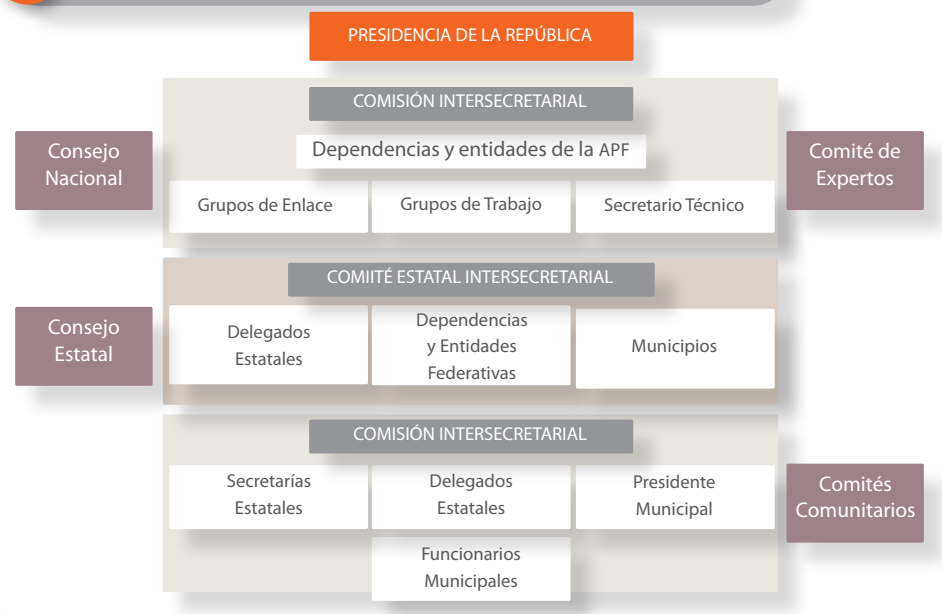 PRESIDENCIA DE LA REPÚBLICA
COMISIÓN INTERSECRETARIAL
Dependencias y entidades de la APF
Consejo
Nacional
Comité de
Expertos
Grupos de Enlace
Grupos de Trabajo
Secretario Técnico
COMIITÉ ESTATAL INTERSECRETARIAL
Consejo
Estatal
Delegados
Estatales
Dependencias
y Entidades
Federativas
Municipios
COMISIÓN INTERSECRETARIAL
Secretarías
Estatales
Delegados
Estatales
Presidente
Municipal
Comités
Comunitarios
Funcionarios
Municipales